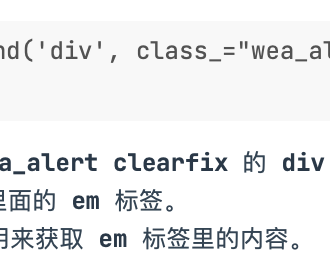 nd('div', class_="wea_al
a_alert clearfix 的 div
里面的 em 标签。
用来获取 em 标签里的内容。